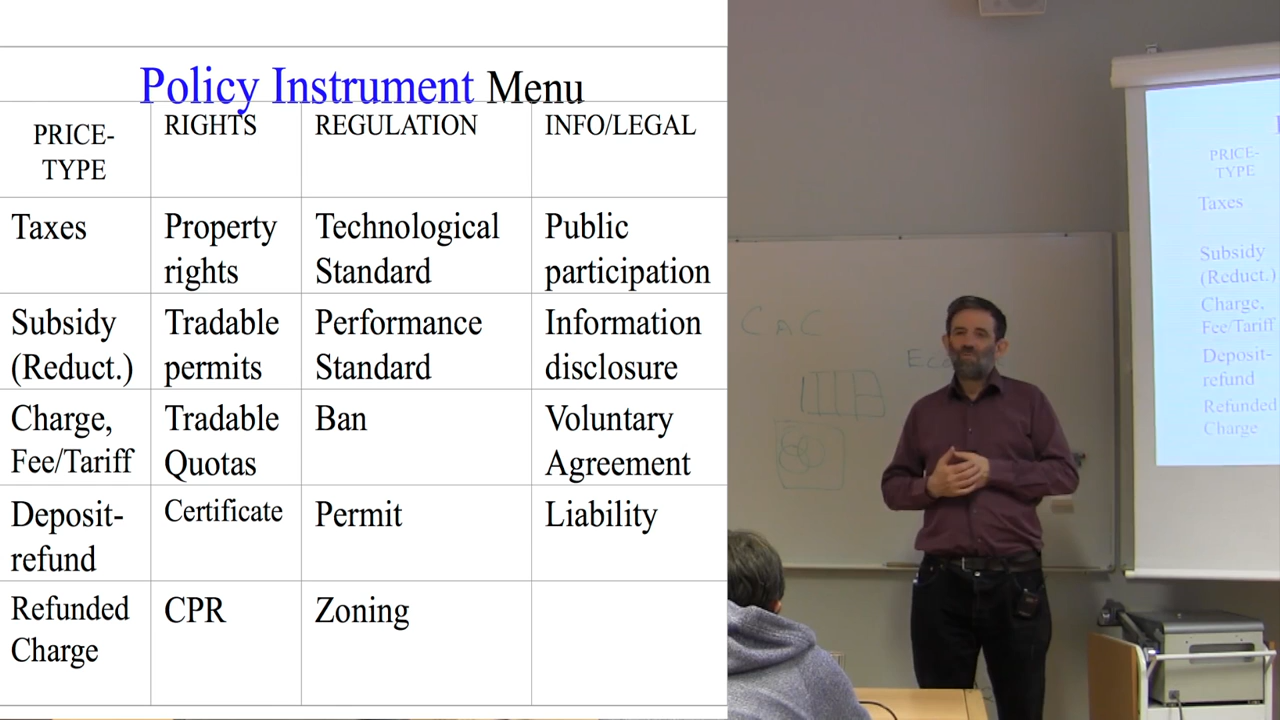 Policy Instrument Menu
PRICE-
TYPE
RIGHTS
REGULATION
INFO/LEGAL
Taxes
Property
rights
Technological
Standard
Public
participation
Subsidy
(Reduct.)
Tradable
permits
Performance
Standard
Information
disclosure
Charge,
Fee/Tariff
Tradable
Quotas
Ban
Voluntary
Agreement
Deposit-
refund
Certificate
Permit
Liability
Refunded
Charge
CPR
Zoning
CAC
PRICE-
TYPE
Taxes
Subsidy
(Reduct.)
Charge,
Fee/Tariff
Deposit-
refund
Refunded
Charge